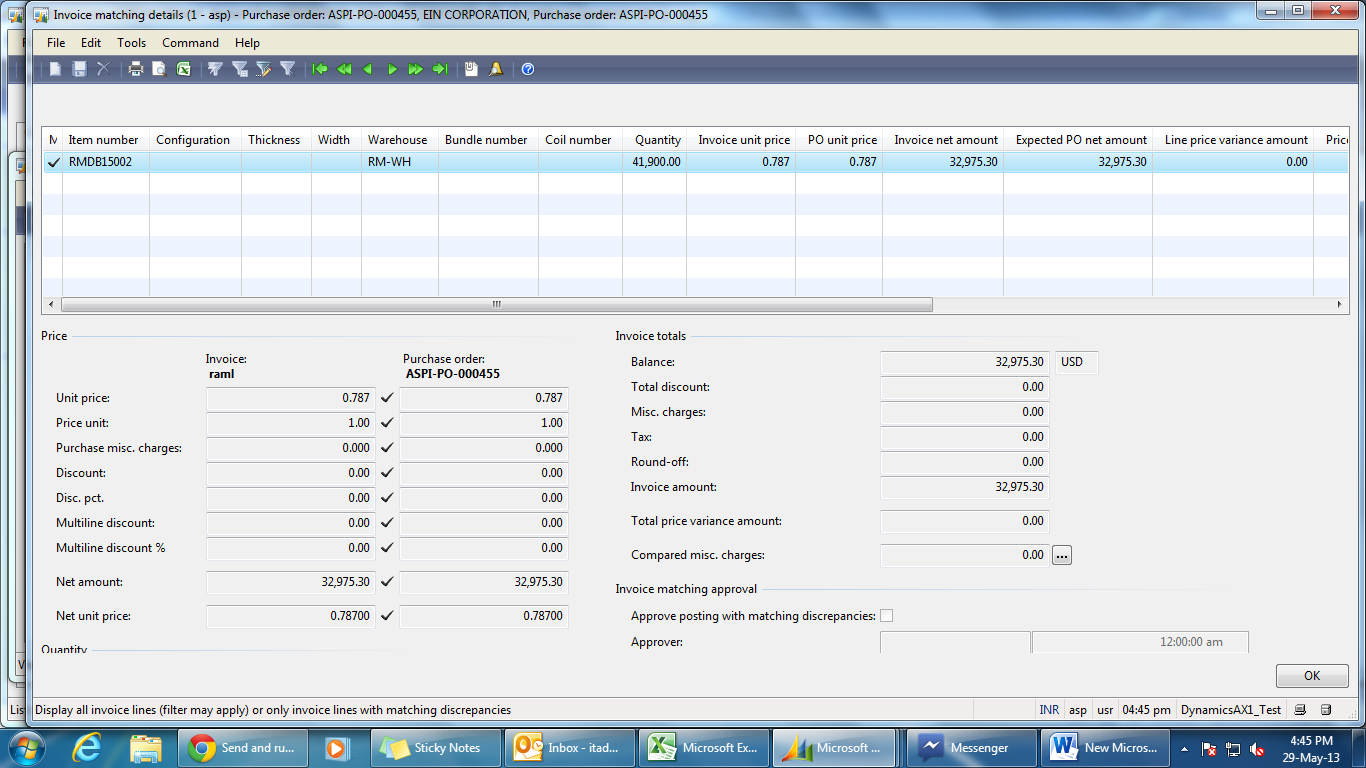 Invoice matching details (1 - asp) - Purchase order: ASPI-PO-000455, EIN CORPORATION, Purchase order: ASPI-PO-000455
File Edit Tools Command Help
M Item number Configuration Thickness Width Warehouse Bundle number Coil number Quantity Invoice unit price PO unit price Invoice net amount Expected PO net amount Line price variance amount Price
RMDB15002 RM-WH 41,900.00 0.787 0.787 32,975.30 32,975.30 0.00
Price
Invoice: Purchase order:
raml ASPI-PO-000455
Unit price: 0.787 0.787
Price unit: 1.00 1.00
Purchase misc. charges: 0.000 0.000
Discount: 0.00 0.00
Disc. pct. 0.00 0.00
Multiline discount: 0.00 0.00
Multiline discount % 0.00 0.00
Net amount: 32,975.30 32,975.30
Net unit price: 0.78700 0.78700
Quantity
Invoice totals
Balance: 32,975.30 USD
Total discount: 0.00
Misc. charges: 0.00
Tax: 0.00
Round-off: 0.00
Invoice amount: 32,975.30
Total price variance amount: 0.00
Compared misc. charges: 0.00 ...
Invoice matching approval
Approve posting with matching discrepancies:
Approver: 12:00:00 am
OK
Lis Display all invoice lines (filter may apply) or only invoice lines with matching discrepancies INR asp usr 04:45 pm DynamicsAX1_Test
Send and ru... Sticky Notes Inbox - itad... Microsoft Ex... Microsoft ... Messenger New Micros... 4:45 PM
29-May-13